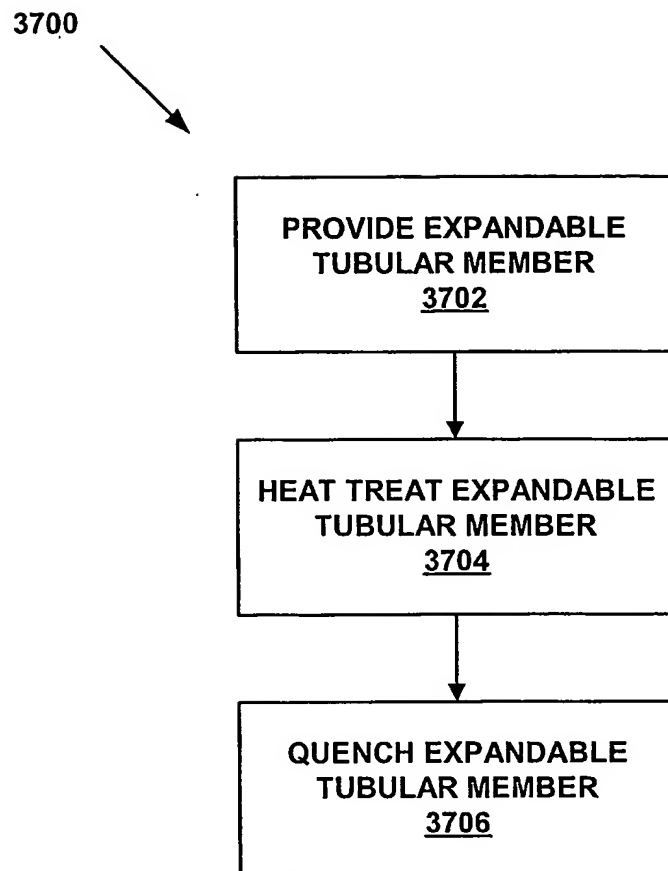 3700
PROVIDE EXPANDABLE
TUBULAR MEMBER
3702
HEAT TREAT EXPANDABLE
TUBULAR MEMBER
3704
QUENCH EXPANDABLE
TUBULAR MEMBER
3706